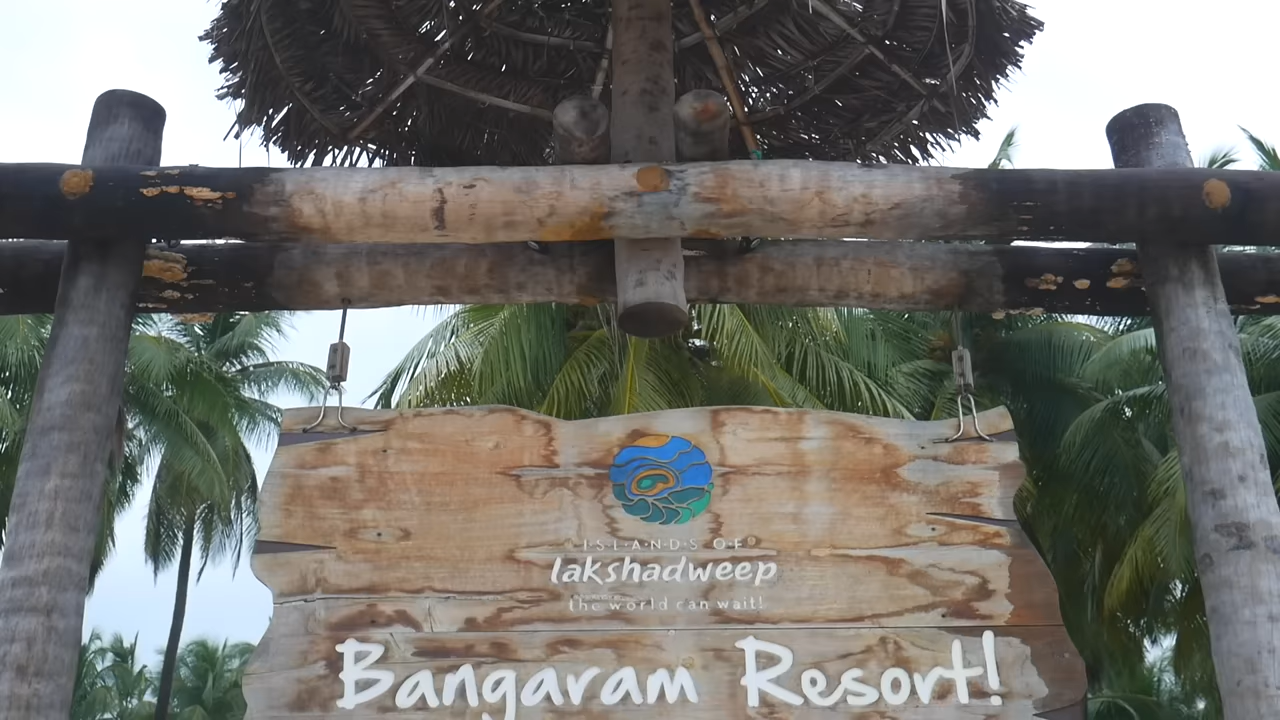 ISLANDS OF
lakshadweep
the world can wait!
Bangaram Resort!